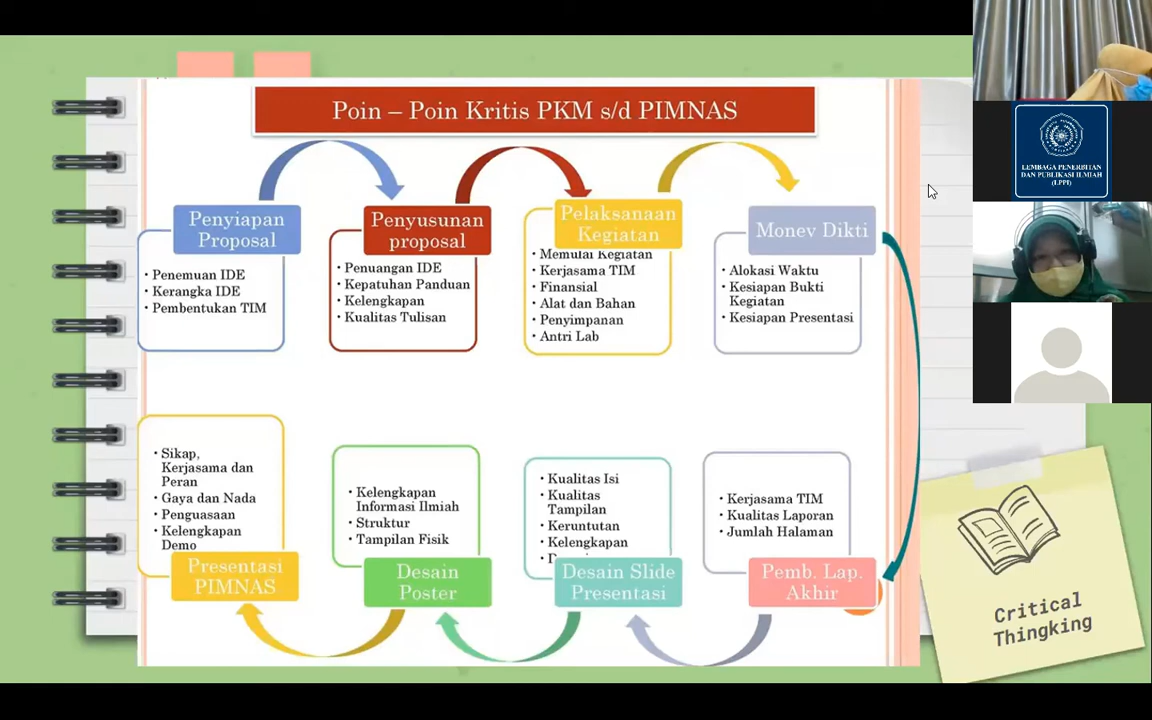 Poin – Poin Kritis PKM s/d PIMNAS
Penyiapan
Proposal
• Penemuan IDE
• Kerangka IDE
• Pembentukan TIM
Penyusunan
proposal
• Penuangan IDE
• Kepatuhan Panduan
• Kelengkapan
• Kualitas Tulisan
Pelaksanaan
Kegiatan
• Memulai Kegiatan
• Kerjasama TIM
• Finansial
• Alat dan Bahan
• Penyimpanan
• Antri Lab
Monev Dikti
• Alokasi Waktu
• Kesiapan Bukti
Kegiatan
• Kesiapan Presentasi
• Sikap,
Kerjasama dan
Peran
• Gaya dan Nada
• Penguasaan
• Kelengkapan
Demo
Presentasi
PIMNAS
• Kelengkapan
Informasi Ilmiah
• Struktur
• Tampilan Fisik
Desain
Poster
• Kualitas Isi
• Kualitas
Tampilan
• Keruntutan
• Kelengkapan
Desain Slide
Presentasi
• Kerjasama TIM
• Kualitas Laporan
• Jumlah Halaman
Pemb. Lap.
Akhir
Critical
Thingking
LEMBAGA PENERBITAN
DAN PUBLIKASI ILMIAH
(LPPI)